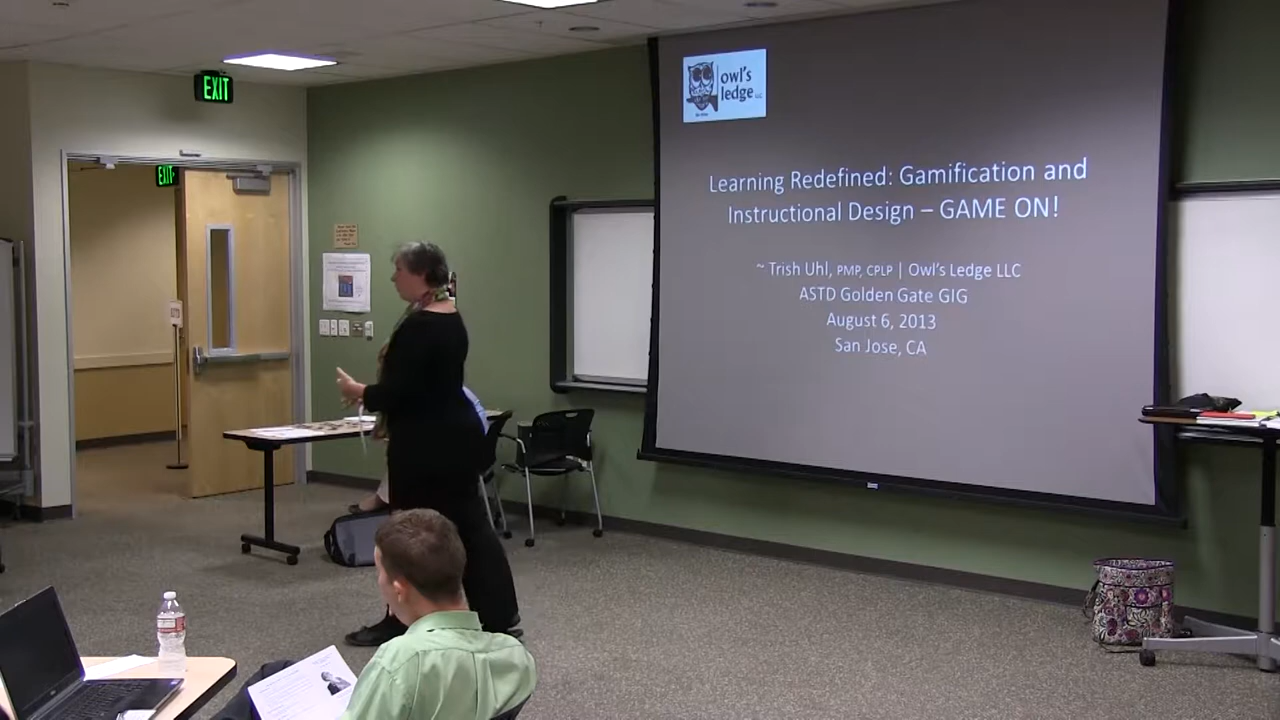 EXIT
EXIT
owl's
ledge LLC
Learning Redefined: Gamification and
Instructional Design – GAME ON!
~ Trish Uhl, PMP, CPLP | Owl's Ledge LLC
ASTD Golden Gate GIG
August 6, 2013
San Jose, CA